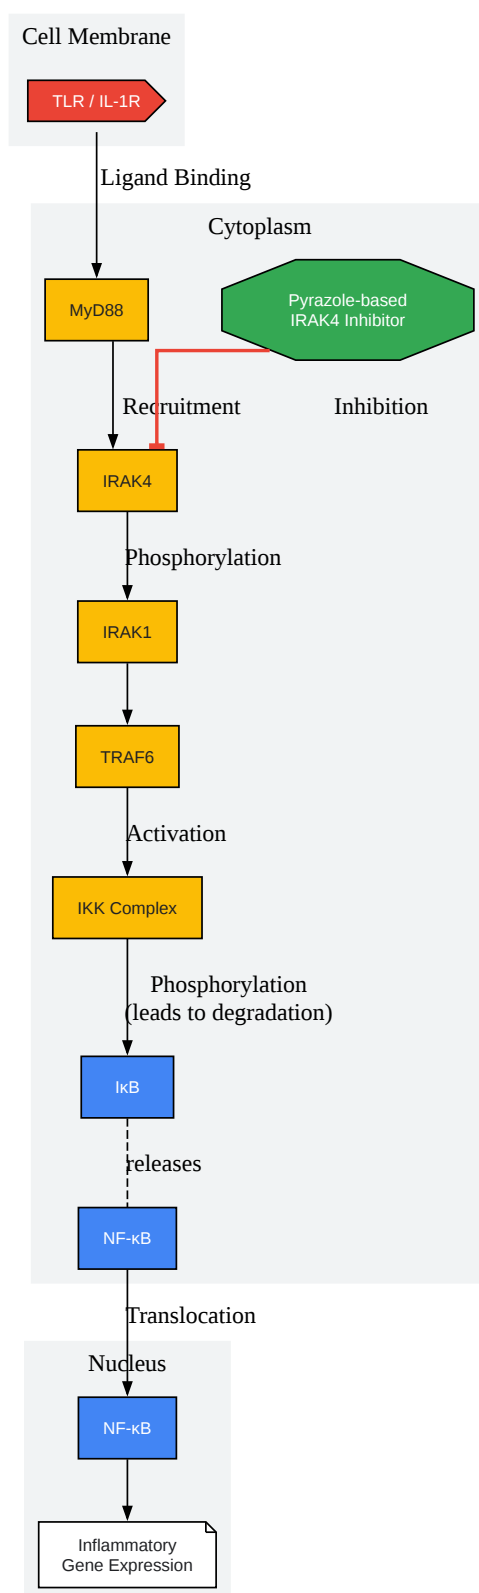 Cell Membrane
TLR / IL-1R
Ligand Binding
Cytoplasm
MyD88
Pyrazole-based
IRAK4 Inhibitor
Recruitment
Inhibition
IRAK4
Phosphorylation
IRAK1
TRAF6
Activation
IKK Complex
Phosphorylation
(leads to degradation)
IκB
releases
NF-κB
Translocation
Nucleus
NF-κB
Inflammatory
Gene Expression